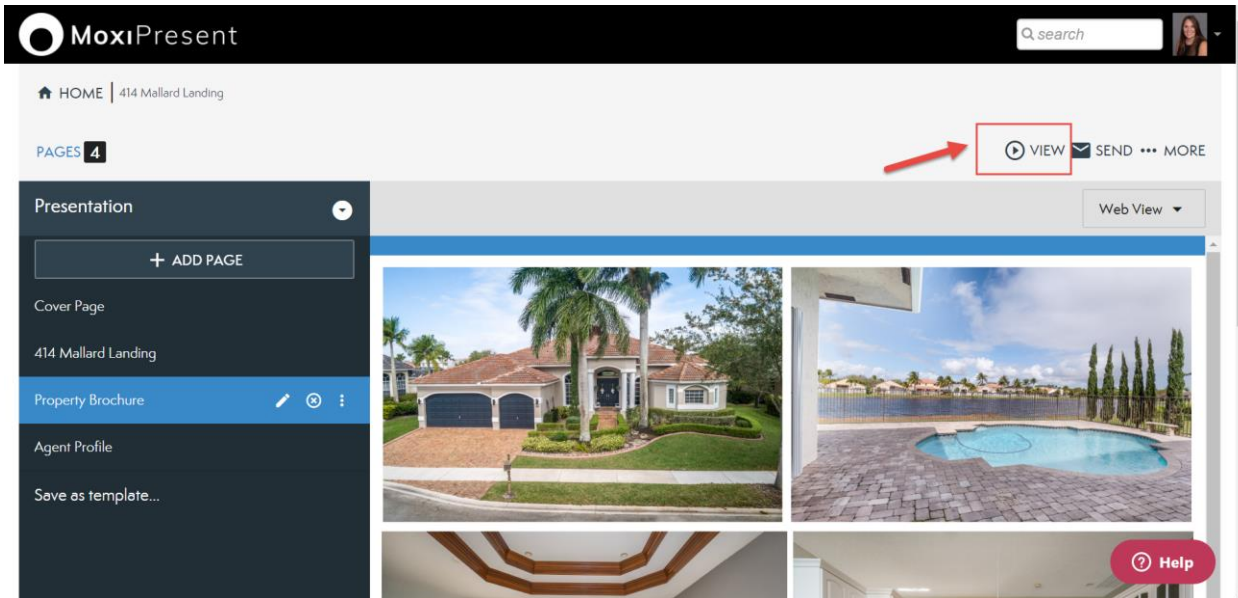 MoxiPresent
search
HOME | 414 Mallard Landing
PAGES 4
VIEW SEND ••• MORE
Presentation
Web View
+ ADD PAGE
Cover Page
414 Mallard Landing
Property Brochure
Agent Profile
Save as template...
? Help